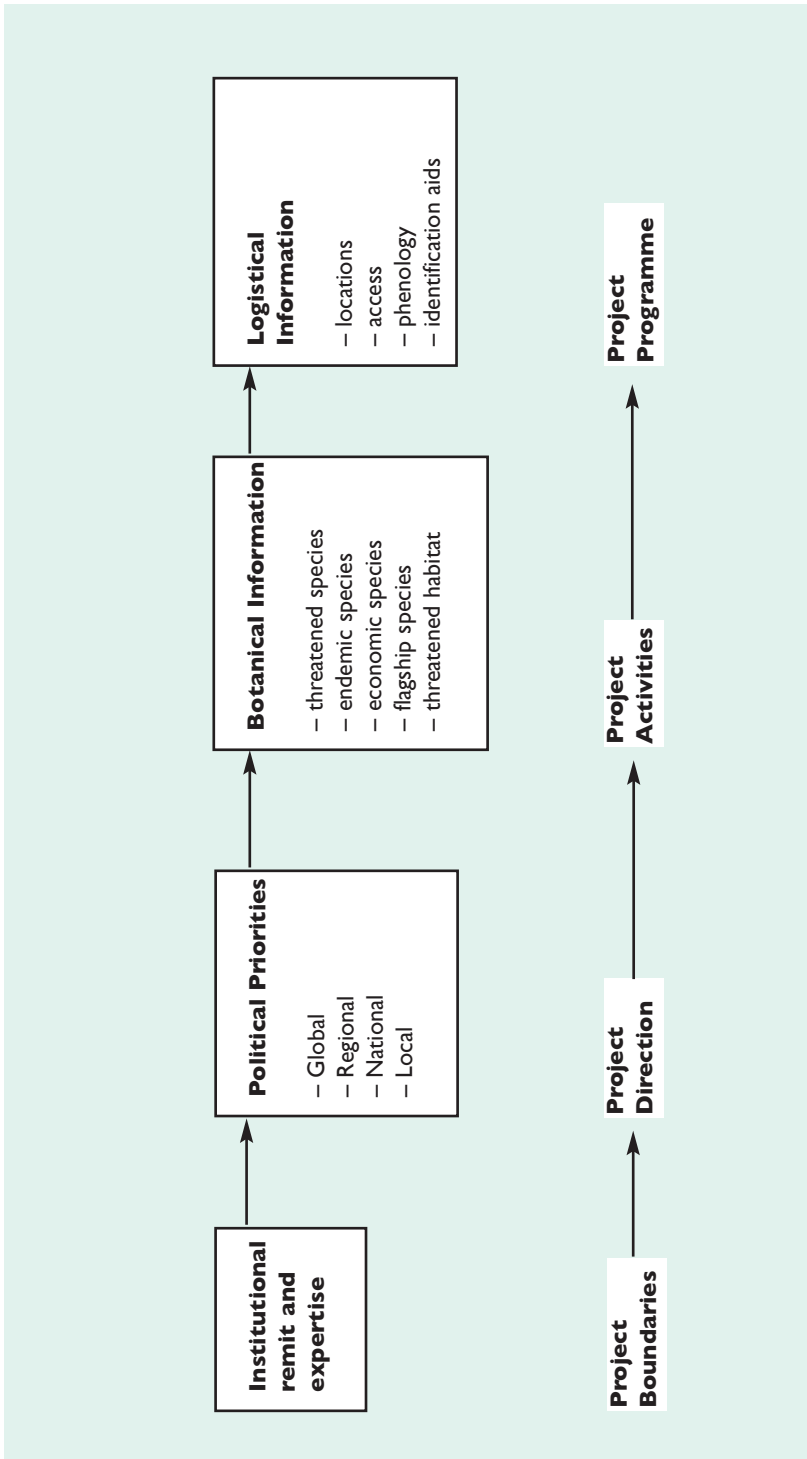 Institutional
remit and
expertise
Political Priorities
– Global
– Regional
– National
– Local
Botanical Information
– threatened species
– endemic species
– economic species
– flagship species
– threatened habitat
Logistical
Information
– locations
– access
– phenology
– identification aids
Project
Boundaries
Project
Direction
Project
Activities
Project
Programme